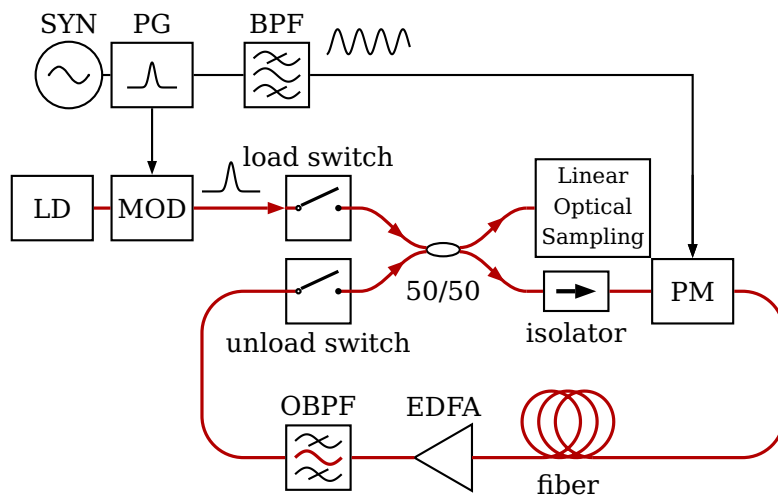 SYN
PG
BPF
load switch
LD
MOD
Linear
Optical
Sampling
50/50
PM
isolator
unload switch
OBPF
EDFA
fiber